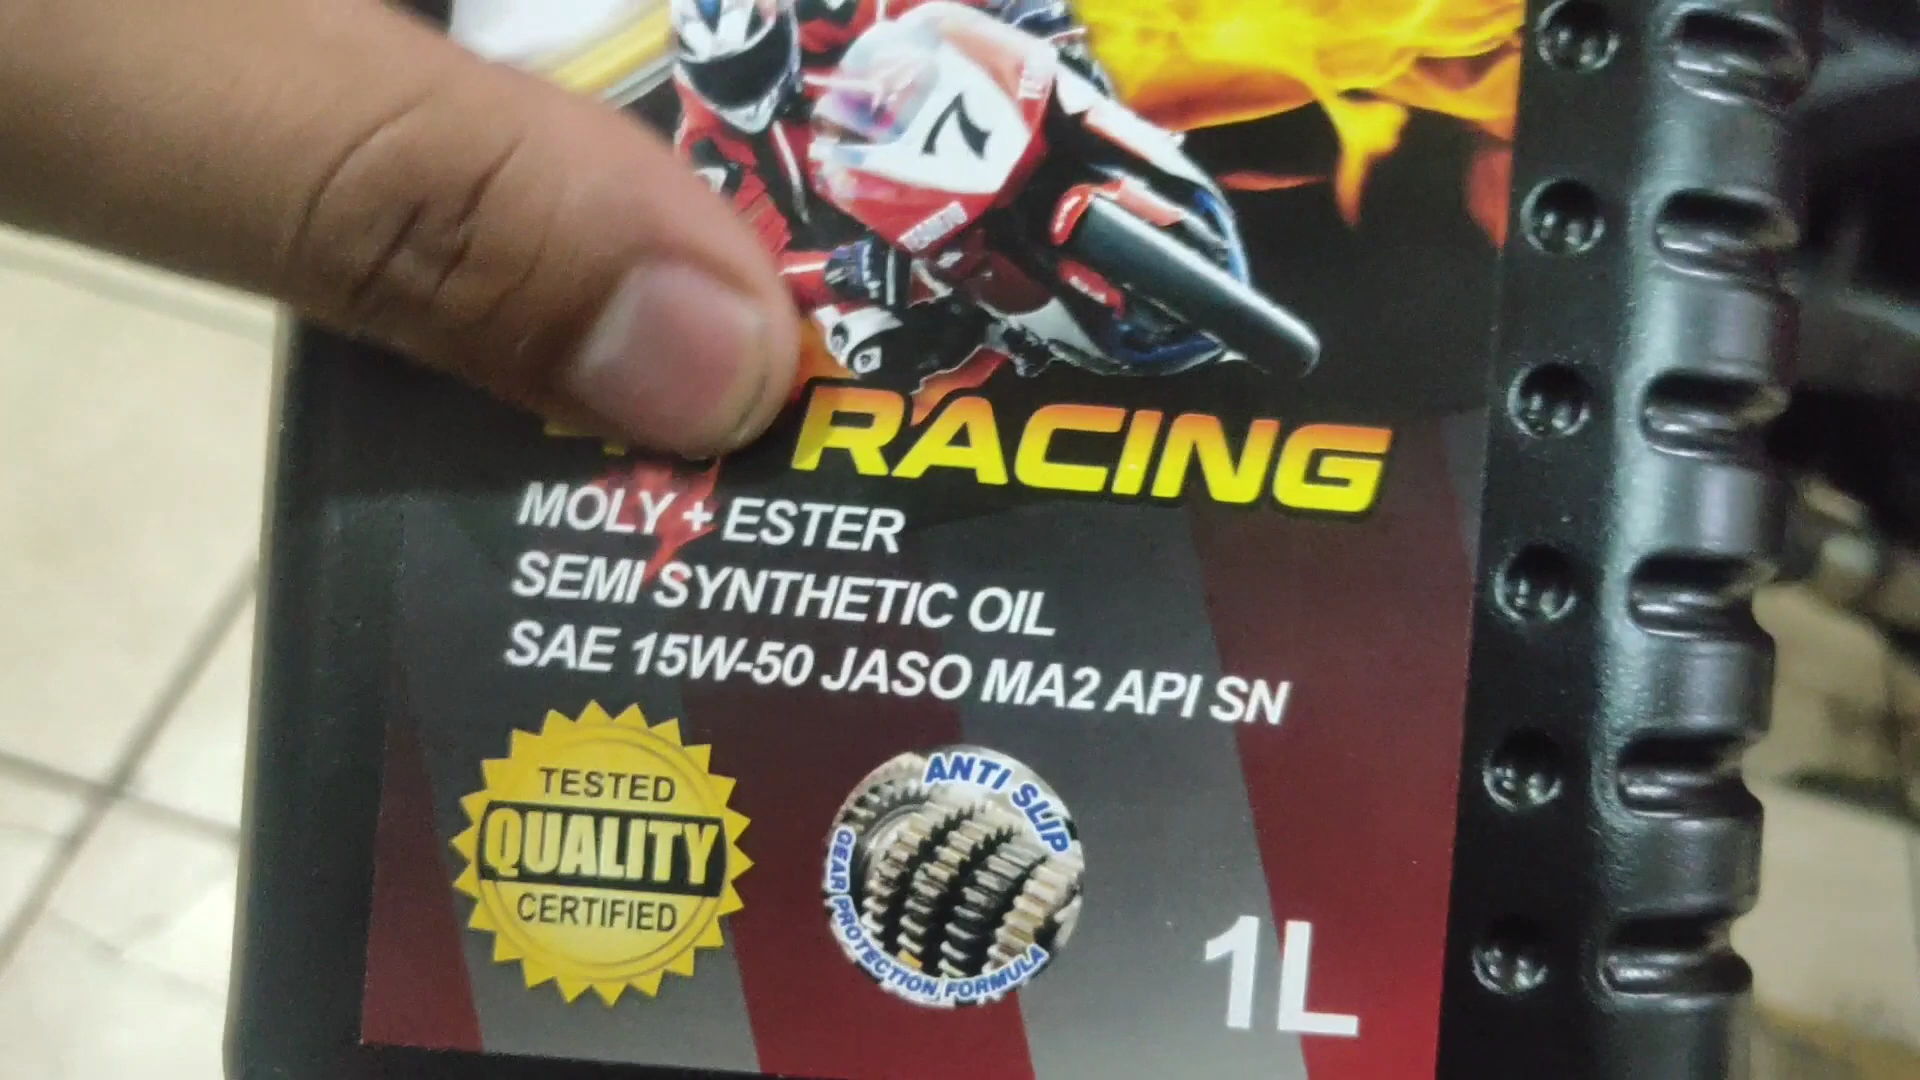 7
RACING
MOLY + ESTER
SEMI SYNTHETIC OIL
SAE 15W-50 JASO MA2 API SN
TESTED
QUALITY
CERTIFIED
ANTI SLIP
GEAR PROTECTION FORMULA
1L